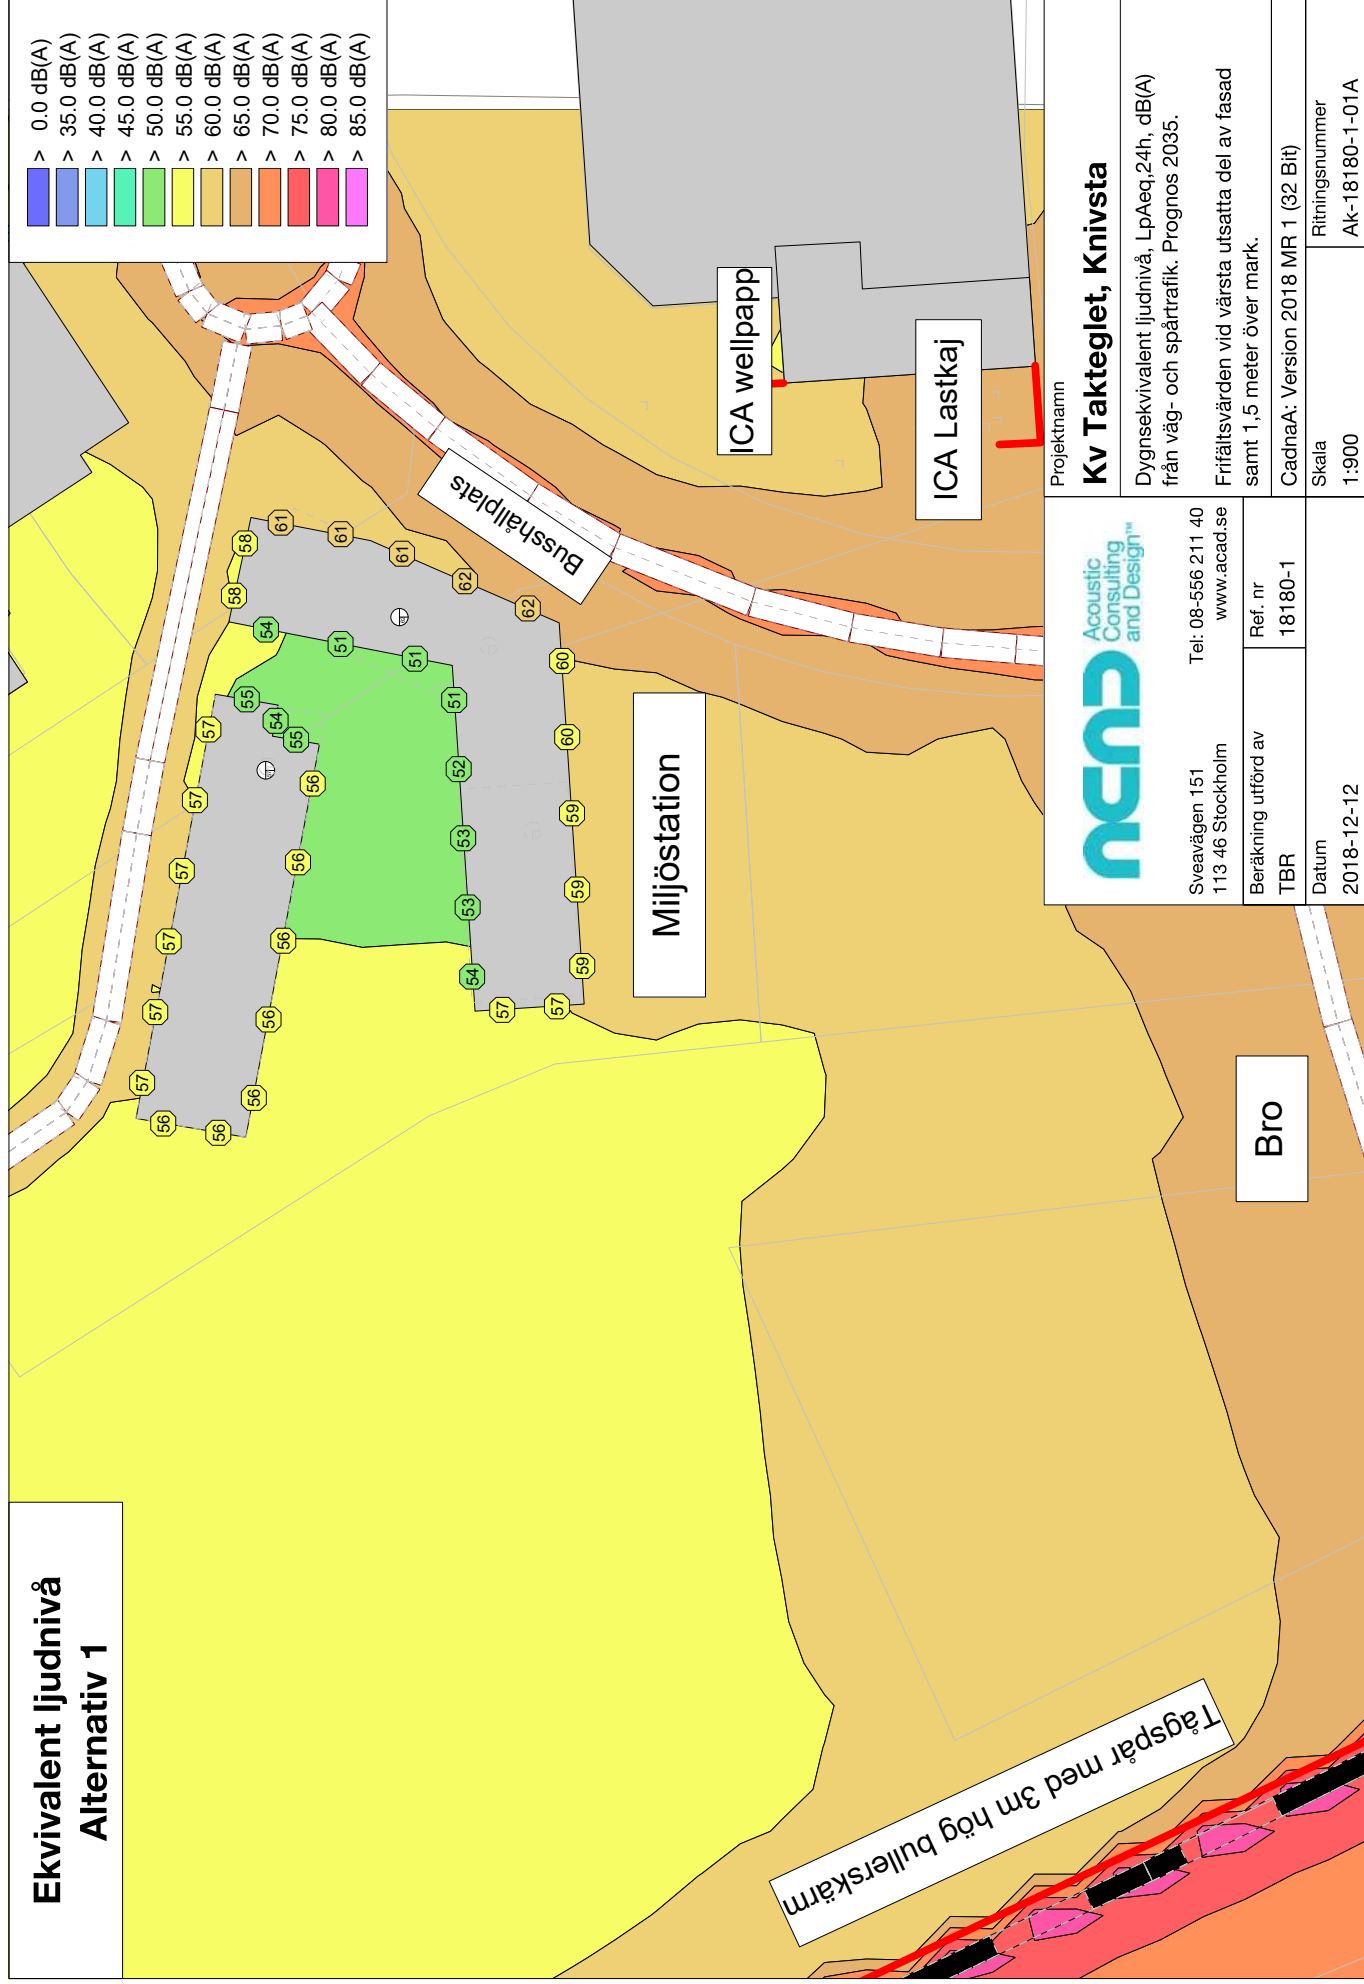 Ekvivalent ljudnivå
Alternativ 1
> 0.0 dB(A)
> 35.0 dB(A)
> 40.0 dB(A)
> 45.0 dB(A)
> 50.0 dB(A)
> 55.0 dB(A)
> 60.0 dB(A)
> 65.0 dB(A)
> 70.0 dB(A)
> 75.0 dB(A)
> 80.0 dB(A)
> 85.0 dB(A)
56
56
57
57
57
57
57
57
55
54
55
56
56
56
56
56
58
58
61
61
61
62
62
54
51
51
51
52
53
53
54
57
57
60
60
59
59
59
Busshållplats
ICA wellpapp
ICA Lastkaj
Miljöstation
Bro
Tågspår med 3m hög bullerskärm
Acoustic
Consulting
and Design™
Sveavägen 151
Tel: 08-556 211 40
113 46 Stockholm
www.acad.se
Beräkning utförd av
TBR
Ref. nr
18180-1
Datum
2018-12-12
Projektnamn
Kv Takteglet, Knivsta
Dygnsekvivalent ljudnivå, LpAeq,24h, dB(A)
från väg- och spårtrafik. Prognos 2035.
Frifältsvärden vid värsta utsatta del av fasad
samt 1,5 meter över mark.
CadnaA: Version 2018 MR 1 (32 Bit)
Skala
1:900
Ritningsnummer
Ak-18180-1-01A